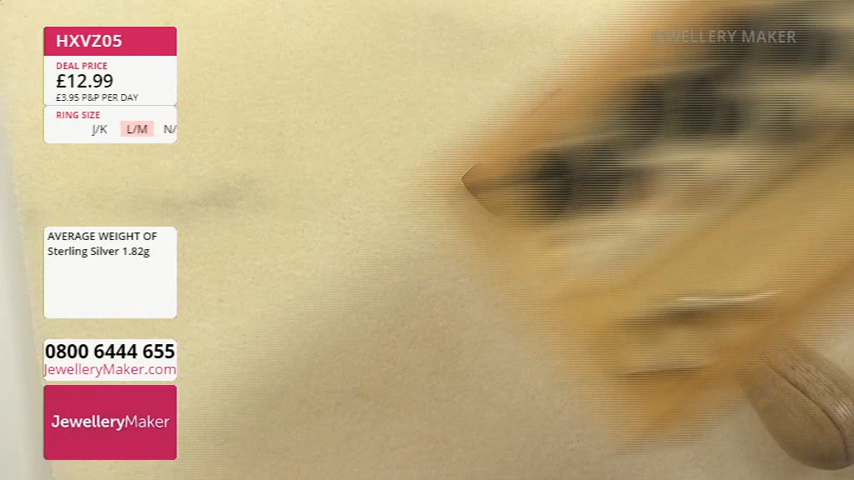 HXVZ05
DEAL PRICE
£12.99
£3.95 P&P PER DAY
RING SIZE
J/K L/M N/
AVERAGE WEIGHT OF
Sterling Silver 1.82g
0800 6444 655
JewelleryMaker.com
JewelleryMaker
JEWELLERY MAKER